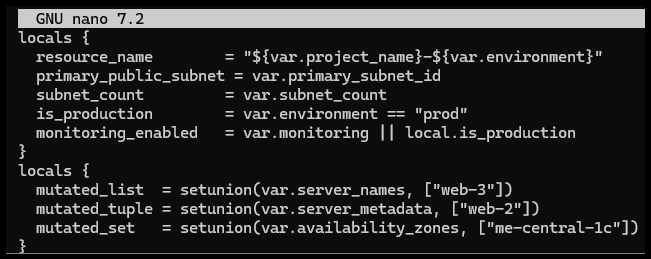 GNU nano 7.2
locals {
  resource_name        = "${var.project_name}-${var.environment}"
  primary_public_subnet = var.primary_subnet_id
  subnet_count         = var.subnet_count
  is_production        = var.environment == "prod"
  monitoring_enabled   = var.monitoring || local.is_production
}
locals {
  mutated_list  = setunion(var.server_names, ["web-3"])
  mutated_tuple = setunion(var.server_metadata, ["web-2"])
  mutated_set   = setunion(var.availability_zones, ["me-central-1c"])
}